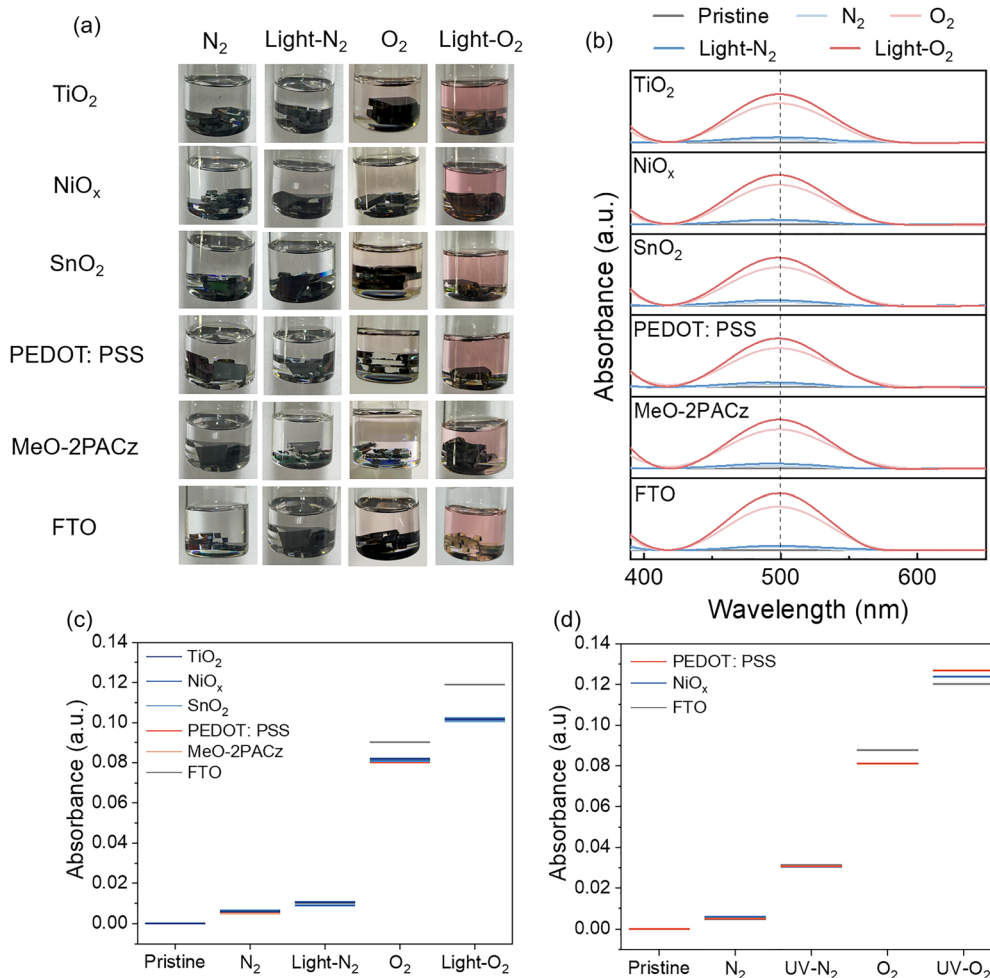 (a)
N₂ Light-N₂ O₂ Light-O₂
TiO₂
NiOₓ
SnO₂
PEDOT: PSS
MeO-2PACz
FTO
(b)
Pristine N₂ O₂
Light-N₂ Light-O₂
TiO₂
NiOₓ
SnO₂
PEDOT: PSS
MeO-2PACz
FTO
Absorbance (a.u.)
400 500 600
Wavelength (nm)
(c)
0.14
0.12
0.10
0.08
0.06
0.04
0.02
0.00
Absorbance (a.u.)
TiO₂
NiOₓ
SnO₂
PEDOT: PSS
MeO-2PACz
FTO
Pristine N₂ Light-N₂ O₂ Light-O₂
(d)
0.14
0.12
0.10
0.08
0.06
0.04
0.02
0.00
Absorbance (a.u.)
PEDOT: PSS
NiOₓ
FTO
Pristine N₂ UV-N₂ O₂ UV-O₂